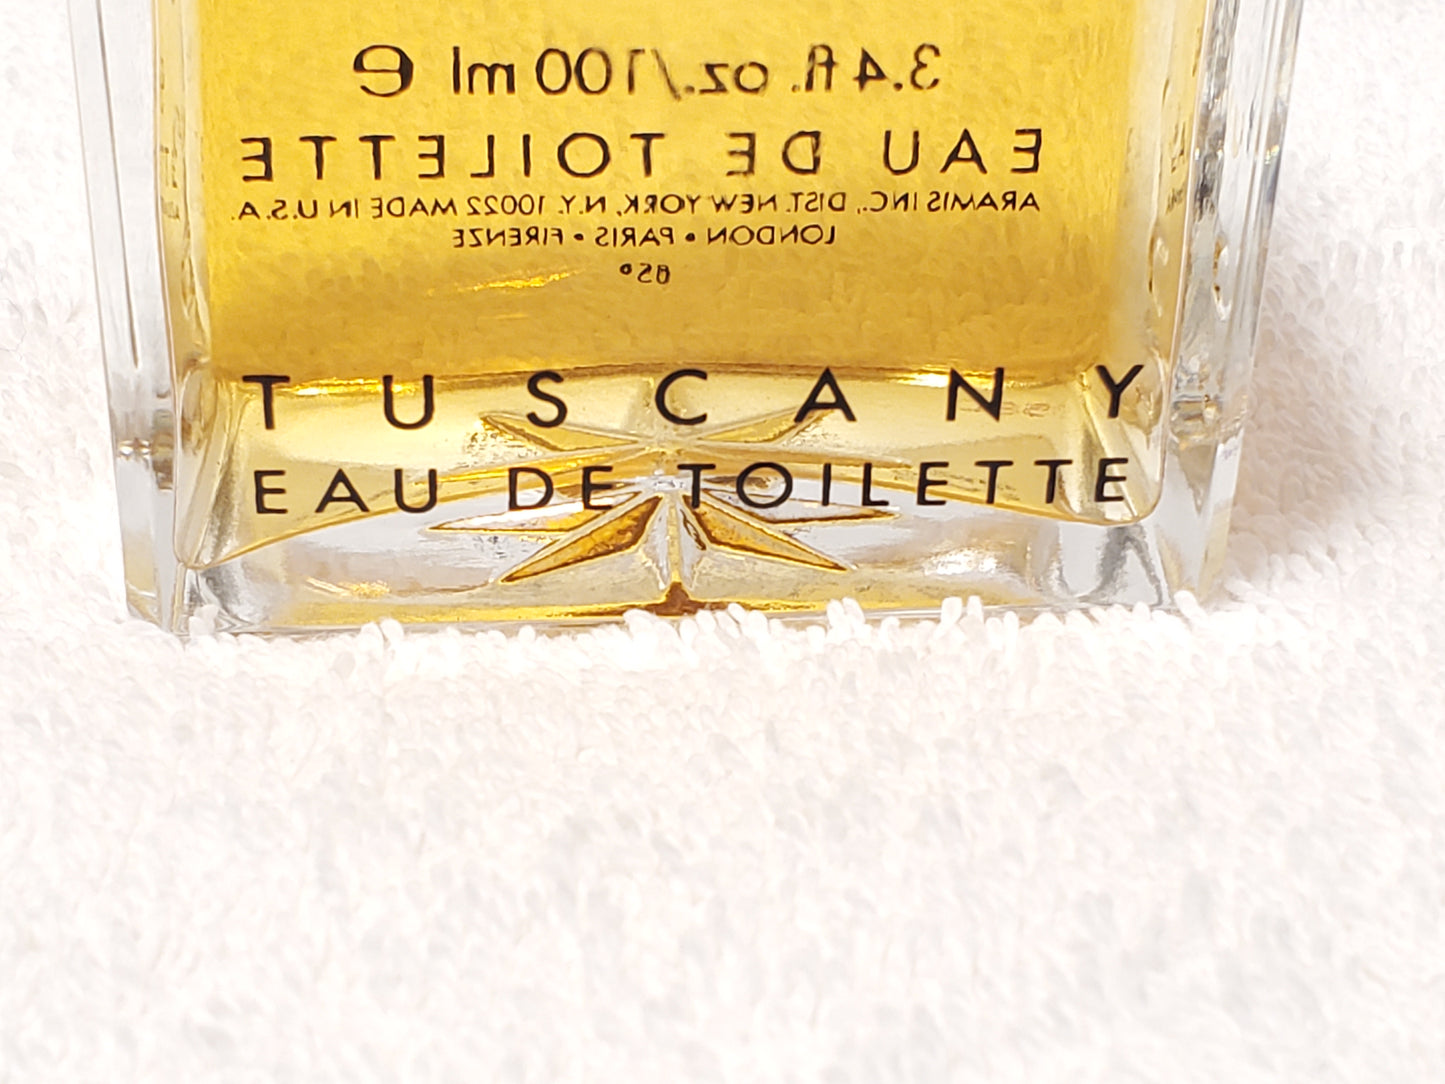 3.4 fl. oz./100 ml e
EAU DE TOILETTE
ARAMIS INC., DIST. NEW YORK, N.Y. 10022 MADE IN U.S.A.
LONDON • PARIS • FIRENZE
85°
TUSCANY
EAU DE TOILETTE